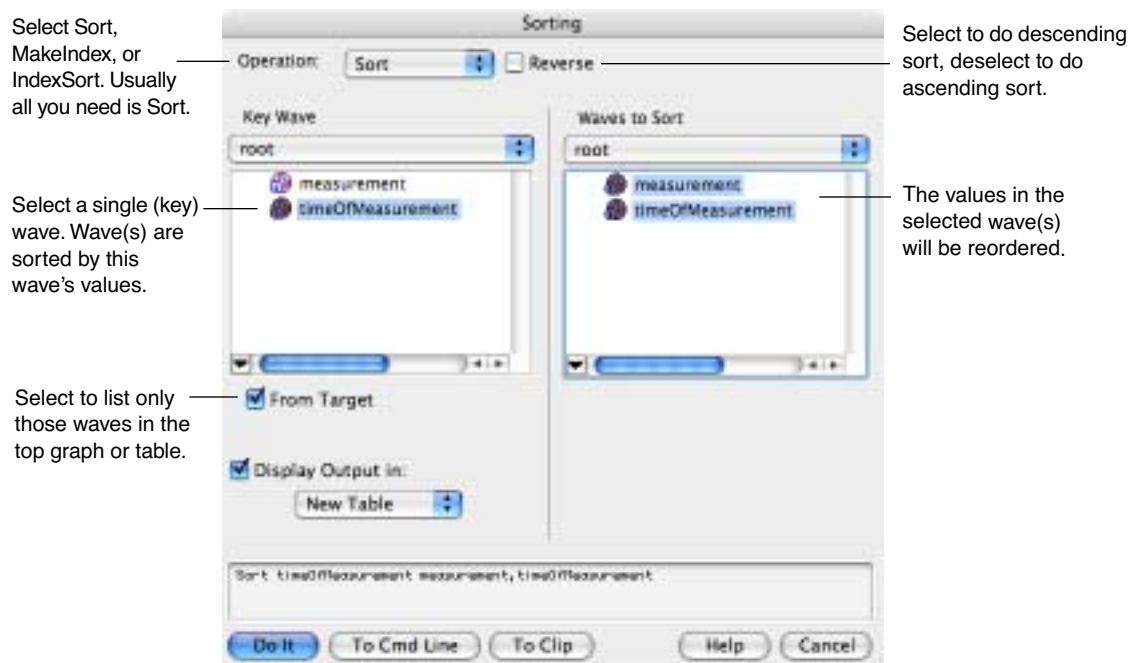 Sorting
Select Sort,
MakeIndex, or
IndexSort. Usually
all you need is Sort.
Operation: Sort Reverse
Select to do descending
sort, deselect to do
ascending sort.
Key Wave
root
measurement
timeOfMeasurement
Waves to Sort
root
measurement
timeOfMeasurement
Select a single (key)
wave. Wave(s) are
sorted by this
wave's values.
The values in the
selected wave(s)
will be reordered.
Select to list only
those waves in the
top graph or table.
From Target
Display Output in:
New Table
Sort timeOfMeasurement measurement,timeOfMeasurement
Do It To Cmd Line To Clip Help Cancel